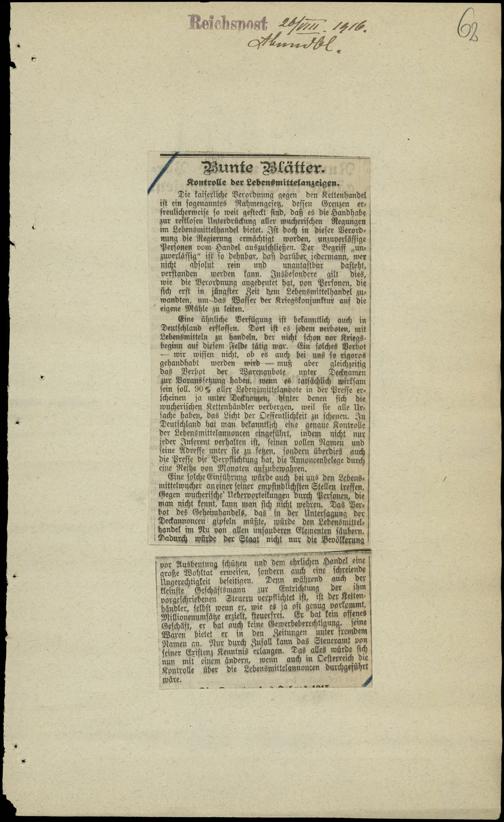 Reichspost 20/VIII. 1916.
62
Bunte Blätter.
Kontrolle der Lebensmittelanzeigen.
Die kaiserliche Verordnung gegen den Kettenhandel
ist ein sogenanntes Rahmengesetz, dessen Grenzen er-
freulicherweise so weit gesteckt sind, daß es die Handhabe
zur restlosen Unterdrückung aller wucherischen Regungen
im Lebensmittelhandel bietet. Ist doch in dieser Verord-
nung die Regierung ermächtigt worden, unzuverlässige
Personen vom Handel auszuschließen. Der Begriff „un-
zuverlässig" ist so dehnbar, daß darüber jedermann, wer
nicht absolut rein und unantastbar dasteht,
verstanden werden kann. Insbesondere gilt dies,
wie die Verordnung angedeutet hat, von Personen, die
sich erst in jüngster Zeit dem Lebensmittelhandel zu-
wandten, um das Wasser der Kriegskonjunktur auf die
eigene Mühle zu leiten.
Eine ähnliche Verfügung ist bekanntlich auch in
Deutschland erflossen. Dort ist es jedem verboten, mit
Lebensmitteln zu handeln, der nicht schon vor Kriegs-
beginn auf diesem Felde tätig war. Ein solches Verbot
— wir wissen nicht, ob es auch bei uns so rigoros
gehandhabt werden wird — muß aber gleichzeitig
das Verbot der Warenangebote unter Decknamen
zur Voraussetzung haben, wenn es tatsächlich wirksam
sein soll. 90% aller Lebensmittelangebote in der Presse er-
scheinen ja unter Decknamen, hinter denen sich die
wucherischen Kettenhändler verbergen, weil sie alle Ur-
sache haben, das Licht der Oeffentlichkeit zu scheuen. In
Deutschland hat man bekanntlich eine genaue Kontrolle
der Lebensmittelannoncen eingeführt, indem nicht nur
jeder Inserent verhalten ist, seinen vollen Namen und
seine Adresse unter sie zu setzen, sondern überdies auch
die Presse die Verpflichtung hat, die Annoncenbelege durch
eine Reihe von Monaten aufzubewahren.
Eine solche Einführung würde auch bei uns den Lebens-
mittelwucher an einer seiner empfindlichsten Stellen treffen.
Gegen wucherische Uebervorteilungen durch Personen, die
man nicht kennt, kann man sich nicht wehren. Das Ver-
bot des Geheimhandels, das in der Untersagung der
Deckannoncen gipfeln müßte, würde den Lebensmittel-
handel im Nu von allen unsauberen Elementen säubern.
Dadurch würde der Staat nicht nur die Bevölkerung
vor Ausbeutung schützen und dem ehrlichen Handel eine
große Wohltat erweisen, sondern auch eine schreiende
Ungerechtigkeit beseitigen. Denn während auch der
kleinste Geschäftsmann zur Entrichtung der ihm
vorgeschriebenen Steuern verpflichtet ist, ist der Ketten-
händler, selbst wenn er, wie es ja oft genug vorkommt,
Millionenumsätze erzielt, steuerfrei. Er hat kein offenes
Geschäft, er hat auch keine Gewerbeberechtigung, seine
Waren bietet er in den Zeitungen unter fremdem
Namen an. Nur durch Zufall kann das Steueramt von
seiner Existenz Kenntnis erlangen. Das alles würde sich
nun mit einem ändern, wenn auch in Oesterreich die
Kontrolle über die Lebensmittelannoncen durchgeführt
wäre.